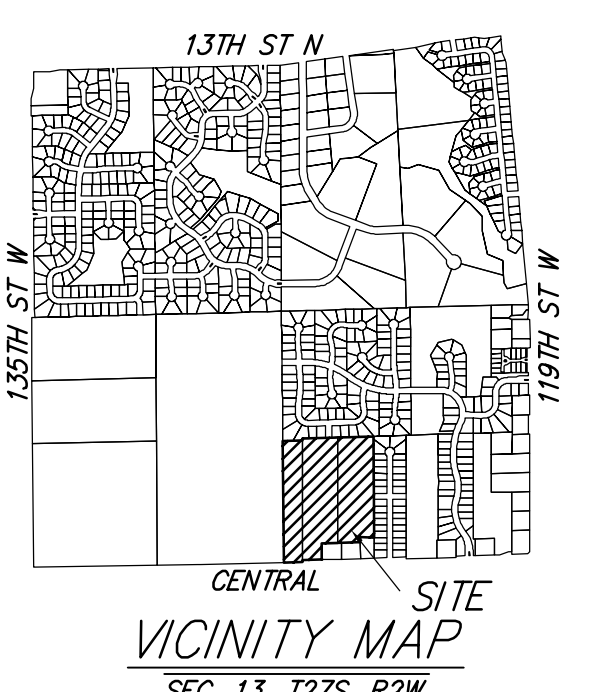 13TH ST N
135TH ST W
119TH ST W
CENTRAL
SITE
VICINITY MAP
SEC. 13, T27S, R2W